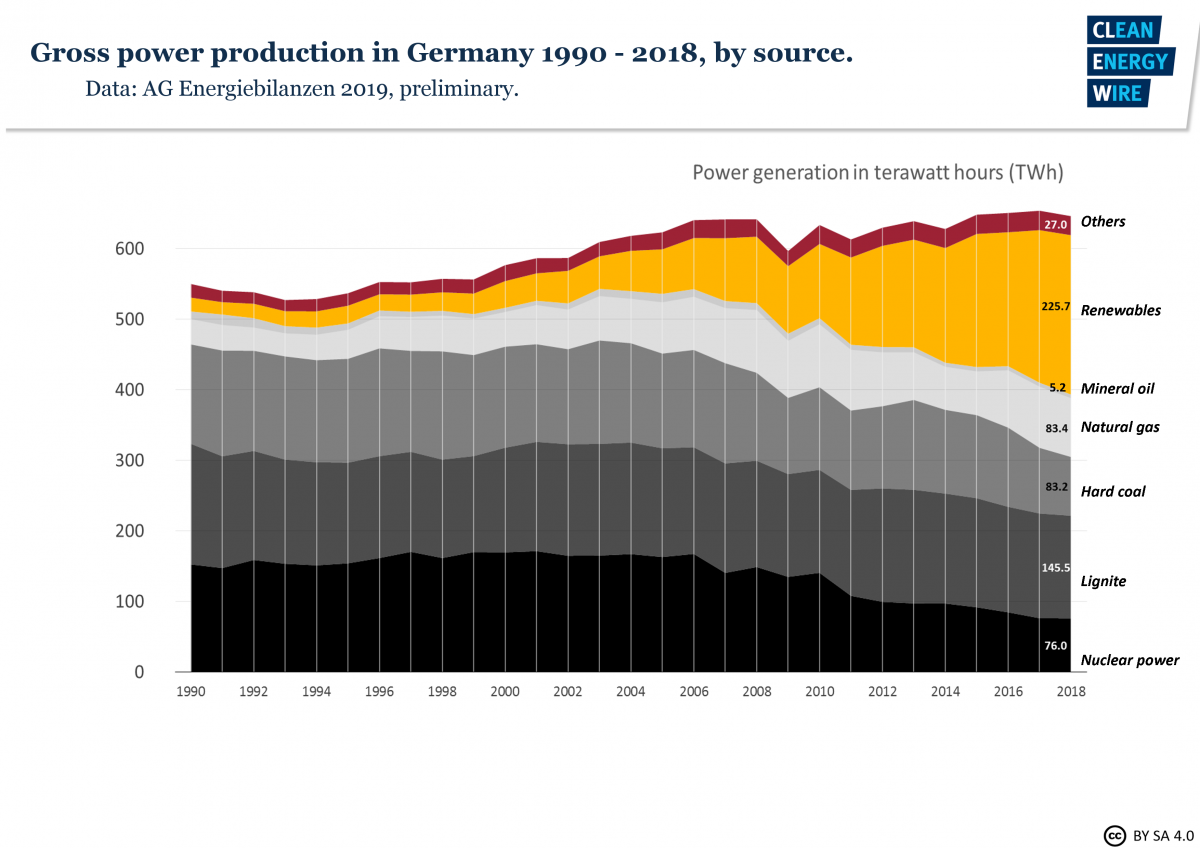 Gross power production in Germany 1990 - 2018, by source.
Data: AG Energiebilanzen 2019, preliminary.
CLEAN
ENERGY
WIRE
Power generation in terawatt hours (TWh)
600
500
400
300
200
100
0
27.0
225.7
5.2
83.4
83.2
145.5
76.0
Others
Renewables
Mineral oil
Natural gas
Hard coal
Lignite
Nuclear power
1990 1992 1994 1996 1998 2000 2002 2004 2006 2008 2010 2012 2014 2016 2018
cc BY SA 4.0